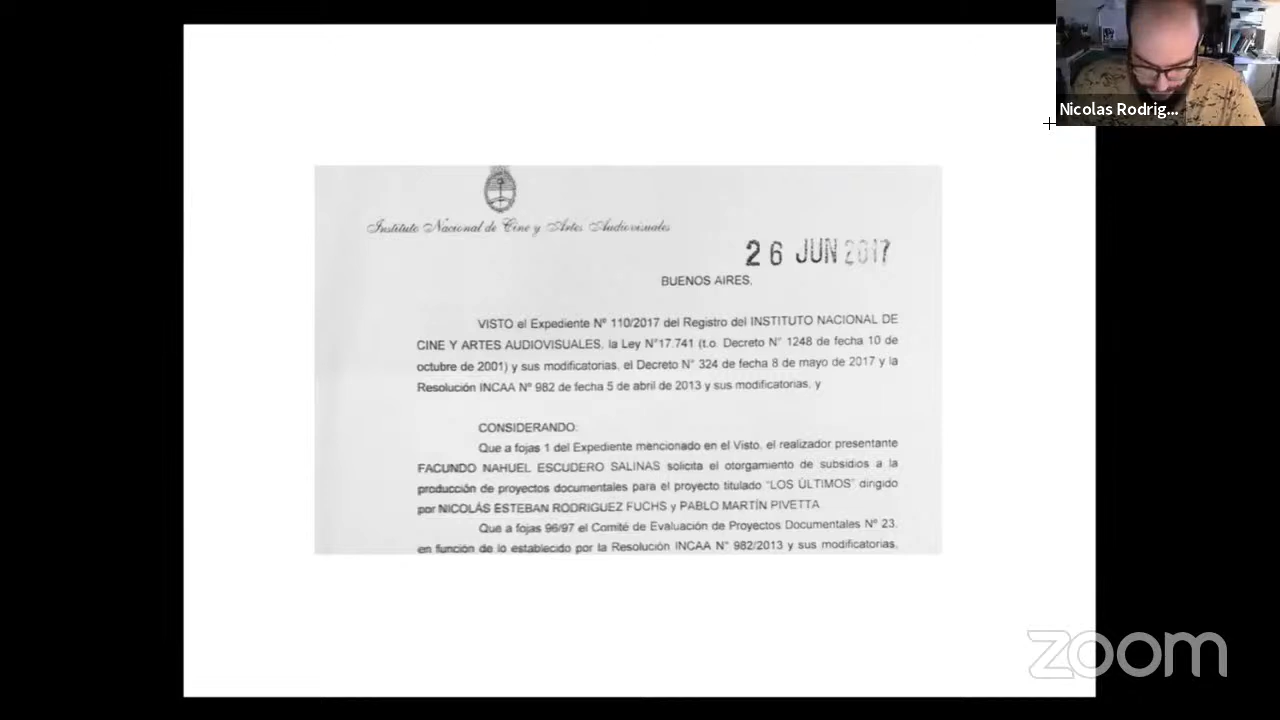 Nicolas Rodrig...
Instituto Nacional de Cine y Artes Audiovisuales
26 JUN 2017
BUENOS AIRES,
VISTO el Expediente Nº 110/2017 del Registro del INSTITUTO NACIONAL DE
CINE Y ARTES AUDIOVISUALES, la Ley N°17.741 (t.o. Decreto N° 1248 de fecha 10 de
octubre de 2001) y sus modificatorias, el Decreto N° 324 de fecha 8 de mayo de 2017 y la
Resolución INCAA Nº 982 de fecha 5 de abril de 2013 y sus modificatorias, y
CONSIDERANDO:
Que a fojas 1 del Expediente mencionado en el Visto, el realizador presentante
FACUNDO NAHUEL ESCUDERO SALINAS solicita el otorgamiento de subsidios a la
producción de proyectos documentales para el proyecto titulado "LOS ÚLTIMOS" dirigido
por NICOLÁS ESTEBAN RODRIGUEZ FUCHS y PABLO MARTÍN PIVETTA
Que a fojas 96/97 el Comité de Evaluación de Proyectos Documentales Nº 23,
en función de lo establecido por la Resolución INCAA N° 982/2013 y sus modificatorias,
zoom